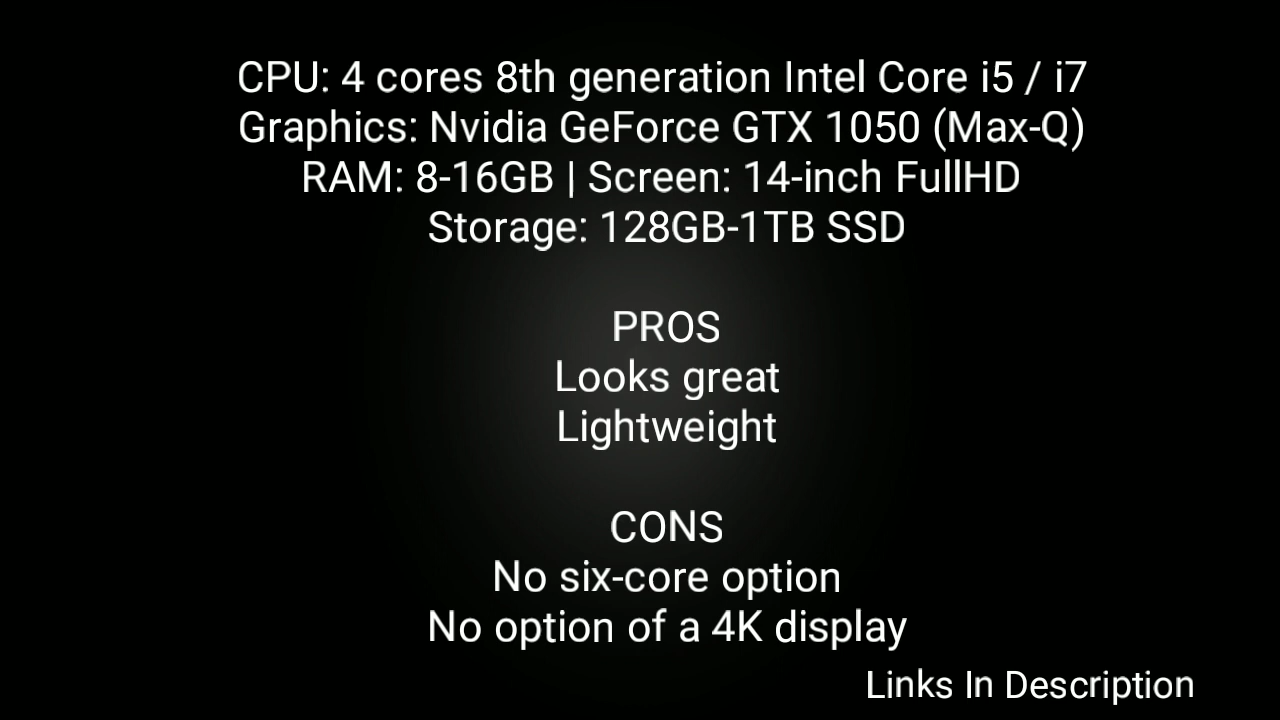 CPU: 4 cores 8th generation Intel Core i5 / i7
Graphics: Nvidia GeForce GTX 1050 (Max-Q)
RAM: 8-16GB | Screen: 14-inch FullHD
Storage: 128GB-1TB SSD
PROS
Looks great
Lightweight
CONS
No six-core option
No option of a 4K display
Links In Description